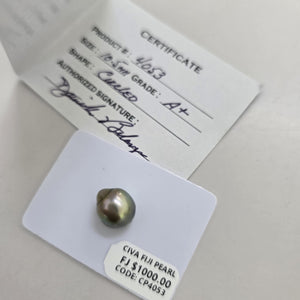 CERTIFICATE
PRODUCT #: 4053
SIZE: 10.5mm GRADE: A+
SHAPE: CIRCLED
AUTHORIZED SIGNATURE:
CIVA FIJI PEARL
FJ $1000.00
CODE: CP4053